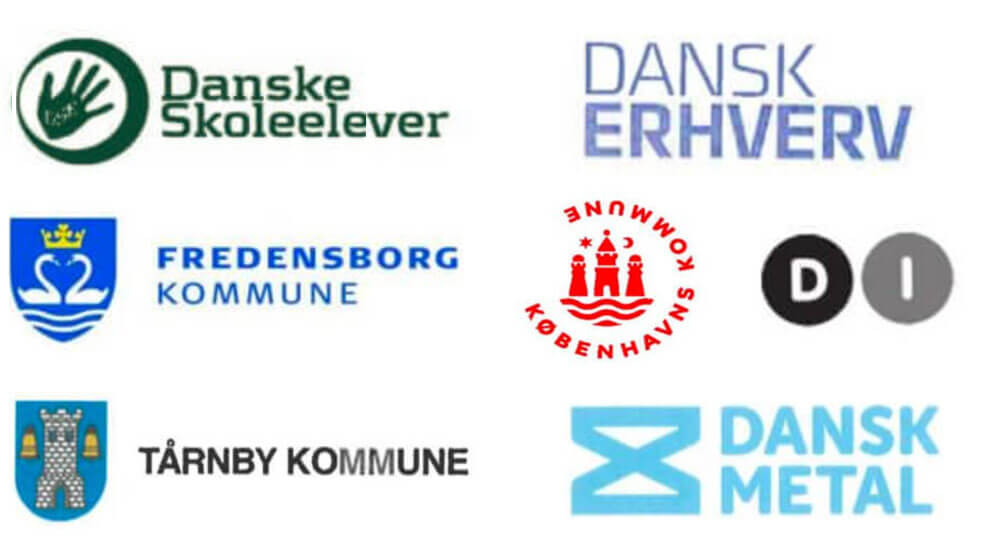 Danske
Skoleelever
DANSK
ERHVERV
FREDENSBORG
KOMMUNE
KØBENHAVNS KOMMUNE
D I
TÅRNBY KOMMUNE
DANSK
METAL